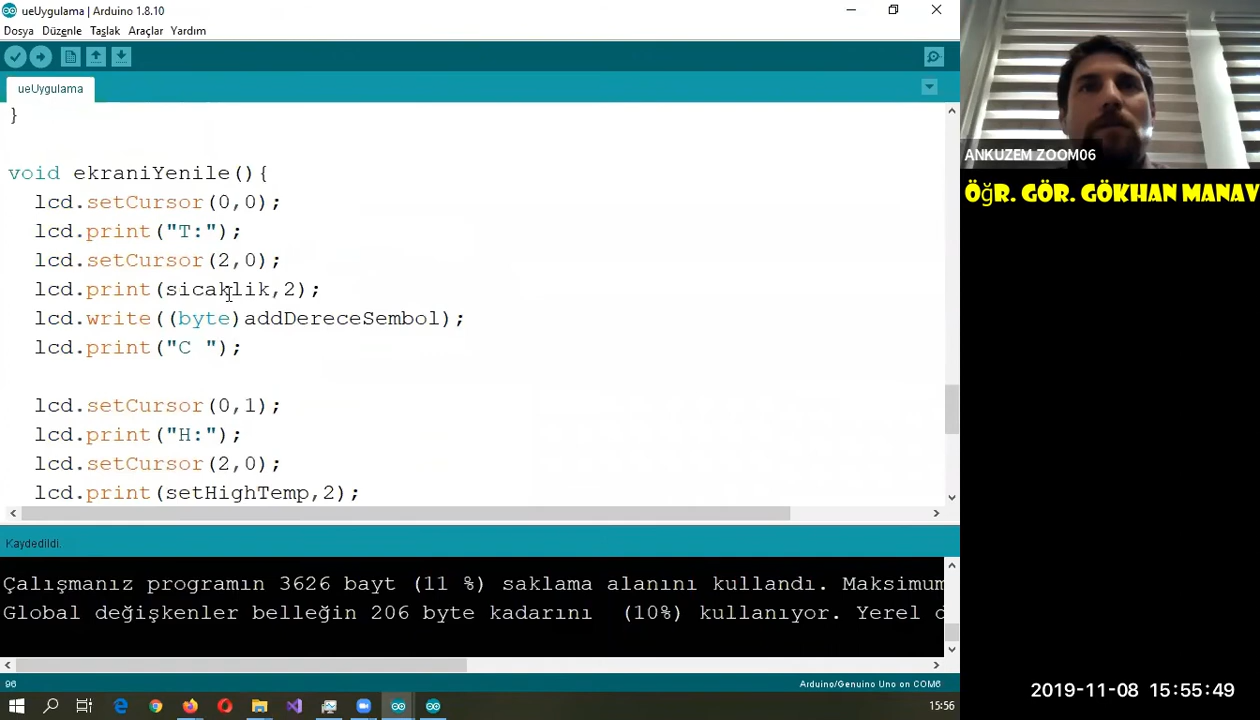 ueUygulama | Arduino 1.8.10
Dosya Düzenle Taslak Araçlar Yardım
ueUygulama
}
void ekraniYenile(){
lcd.setCursor(0,0);
lcd.print("T:");
lcd.setCursor(2,0);
lcd.print(sicaklik,2);
lcd.write((byte)addDereceSembol);
lcd.print("C ");
lcd.setCursor(0,1);
lcd.print("H:");
lcd.setCursor(2,0);
lcd.print(setHighTemp,2);
Kaydedildi.
Çalışmanız programın 3626 bayt (11 %) saklama alanını kullandı. Maksimum
Global değişkenler belleğin 206 byte kadarını (10%) kullanıyor. Yerel d
96
Arduino/Genuino Uno on COM6
15:56
ANKUZEM ZOOM06
ÖĞR. GÖR. GÖKHAN MANAV
2019-11-08 15:55:49